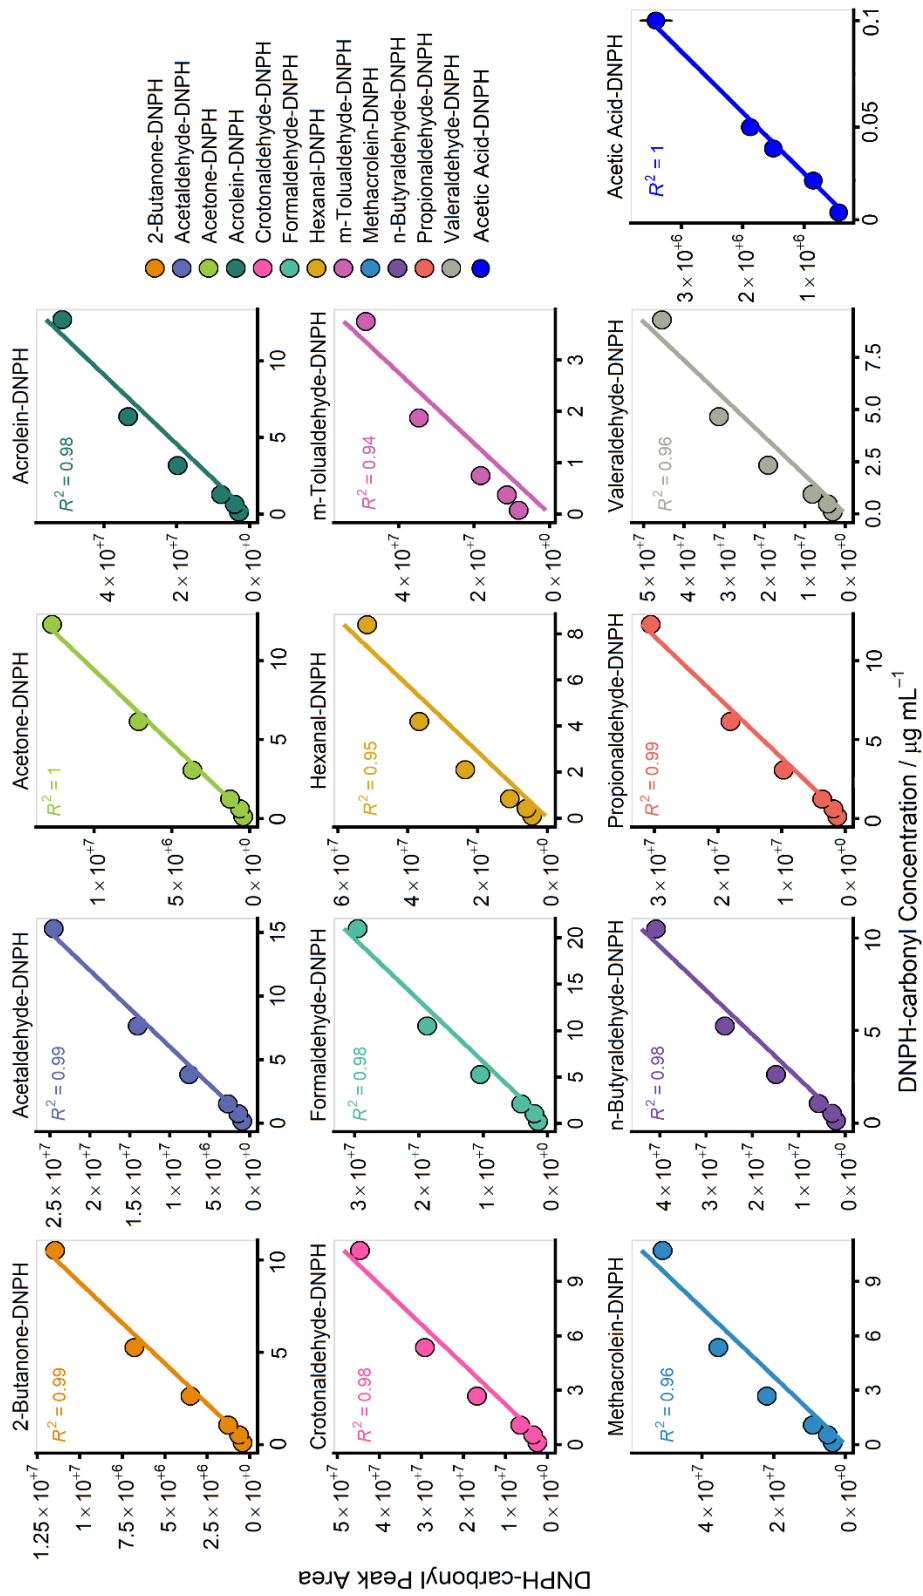 2-Butanone-DNPH
R² = 0.99
1.25 × 10⁺⁷
1 × 10⁺⁷
7.5 × 10⁺⁶
5 × 10⁺⁶
2.5 × 10⁺⁶
0 × 10⁺⁰
0 5 10
Acetaldehyde-DNPH
R² = 0.99
2.5 × 10⁺⁷
2 × 10⁺⁷
1.5 × 10⁺⁷
1 × 10⁺⁷
5 × 10⁺⁶
0 × 10⁺⁰
0 5 10 15
Acetone-DNPH
R² = 1
1 × 10⁺⁷
5 × 10⁺⁶
0 × 10⁺⁰
0 5 10
Acrolein-DNPH
R² = 0.98
4 × 10⁺⁷
2 × 10⁺⁷
0 × 10⁺⁰
0 5 10
2-Butanone-DNPH
Acetaldehyde-DNPH
Acetone-DNPH
Acrolein-DNPH
Crotonaldehyde-DNPH
Formaldehyde-DNPH
Hexanal-DNPH
m-Tolualdehyde-DNPH
Methacrolein-DNPH
n-Butyraldehyde-DNPH
Propionaldehyde-DNPH
Valeraldehyde-DNPH
Acetic Acid-DNPH
DNPH-carbonyl Peak Area
Crotonaldehyde-DNPH
R² = 0.98
5 × 10⁺⁷
4 × 10⁺⁷
3 × 10⁺⁷
2 × 10⁺⁷
1 × 10⁺⁷
0 × 10⁺⁰
0 3 6 9
Formaldehyde-DNPH
R² = 0.98
3 × 10⁺⁷
2 × 10⁺⁷
1 × 10⁺⁷
0 × 10⁺⁰
0 5 10 15 20
Hexanal-DNPH
R² = 0.95
6 × 10⁺⁷
4 × 10⁺⁷
2 × 10⁺⁷
0 × 10⁺⁰
0 2 4 6 8
m-Tolualdehyde-DNPH
R² = 0.94
4 × 10⁺⁷
2 × 10⁺⁷
0 × 10⁺⁰
0 1 2 3
Methacrolein-DNPH
R² = 0.96
4 × 10⁺⁷
2 × 10⁺⁷
0 × 10⁺⁰
0 3 6 9
n-Butyraldehyde-DNPH
R² = 0.98
4 × 10⁺⁷
3 × 10⁺⁷
2 × 10⁺⁷
1 × 10⁺⁷
0 × 10⁺⁰
0 5 10
Propionaldehyde-DNPH
R² = 0.99
3 × 10⁺⁷
2 × 10⁺⁷
1 × 10⁺⁷
0 × 10⁺⁰
0 5 10
Valeraldehyde-DNPH
R² = 0.96
5 × 10⁺⁷
4 × 10⁺⁷
3 × 10⁺⁷
2 × 10⁺⁷
1 × 10⁺⁷
0 × 10⁺⁰
0.0 2.5 5.0 7.5
Acetic Acid-DNPH
R² = 1
3 × 10⁺⁶
2 × 10⁺⁶
1 × 10⁺⁶
0 0.05 0.1
DNPH-carbonyl Concentration / μg mL⁻¹